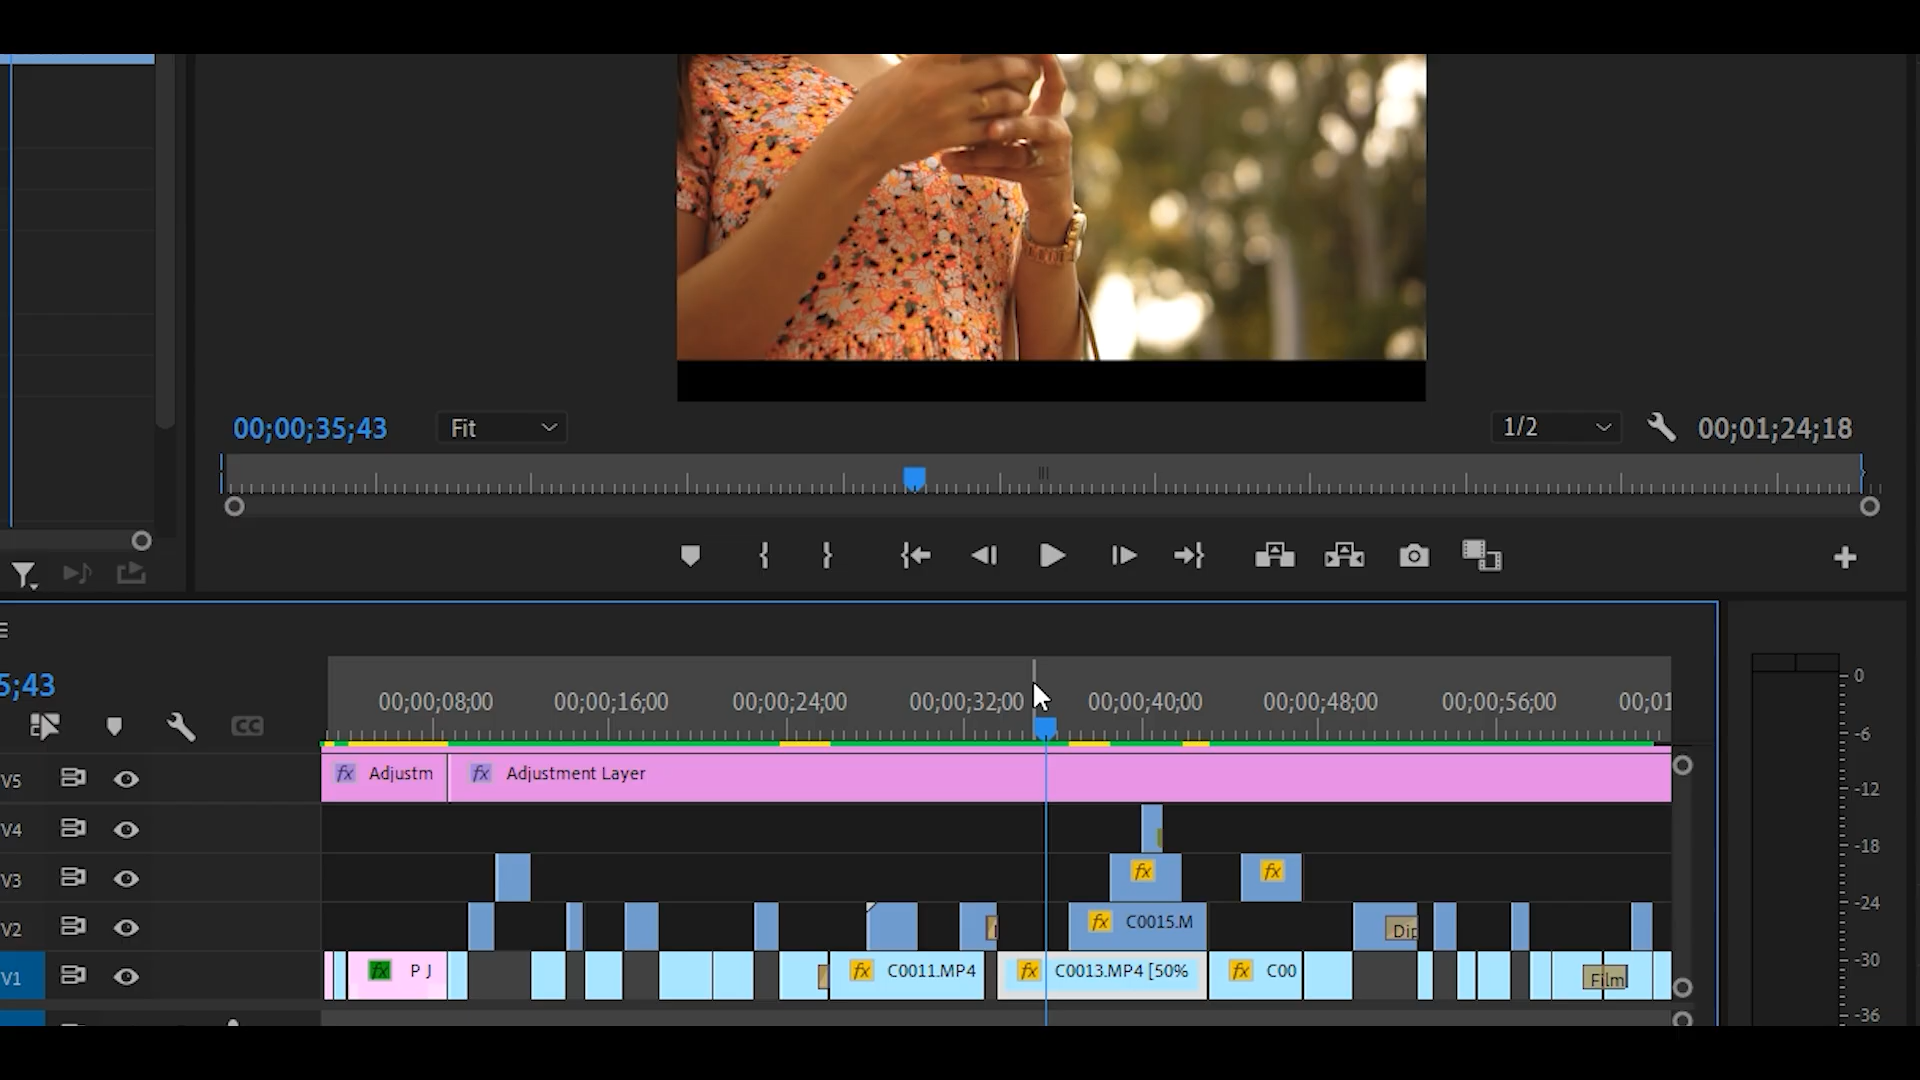 00;00;35;43
Fit
1/2
00;01;24;18
5;43
00;00;08;00 00;00;16;00 00;00;24;00 00;00;32;00 00;00;40;00 00;00;48;00 00;00;56;00 00;01
CC
V5 fx Adjustm fx Adjustment Layer
V4
V3 fx fx
V2 fx C0015.M Dip
V1 fx P J fx C0011.MP4 fx C0013.MP4 [50% fx C00 Film
0
-6
-12
-18
-24
-30
-36